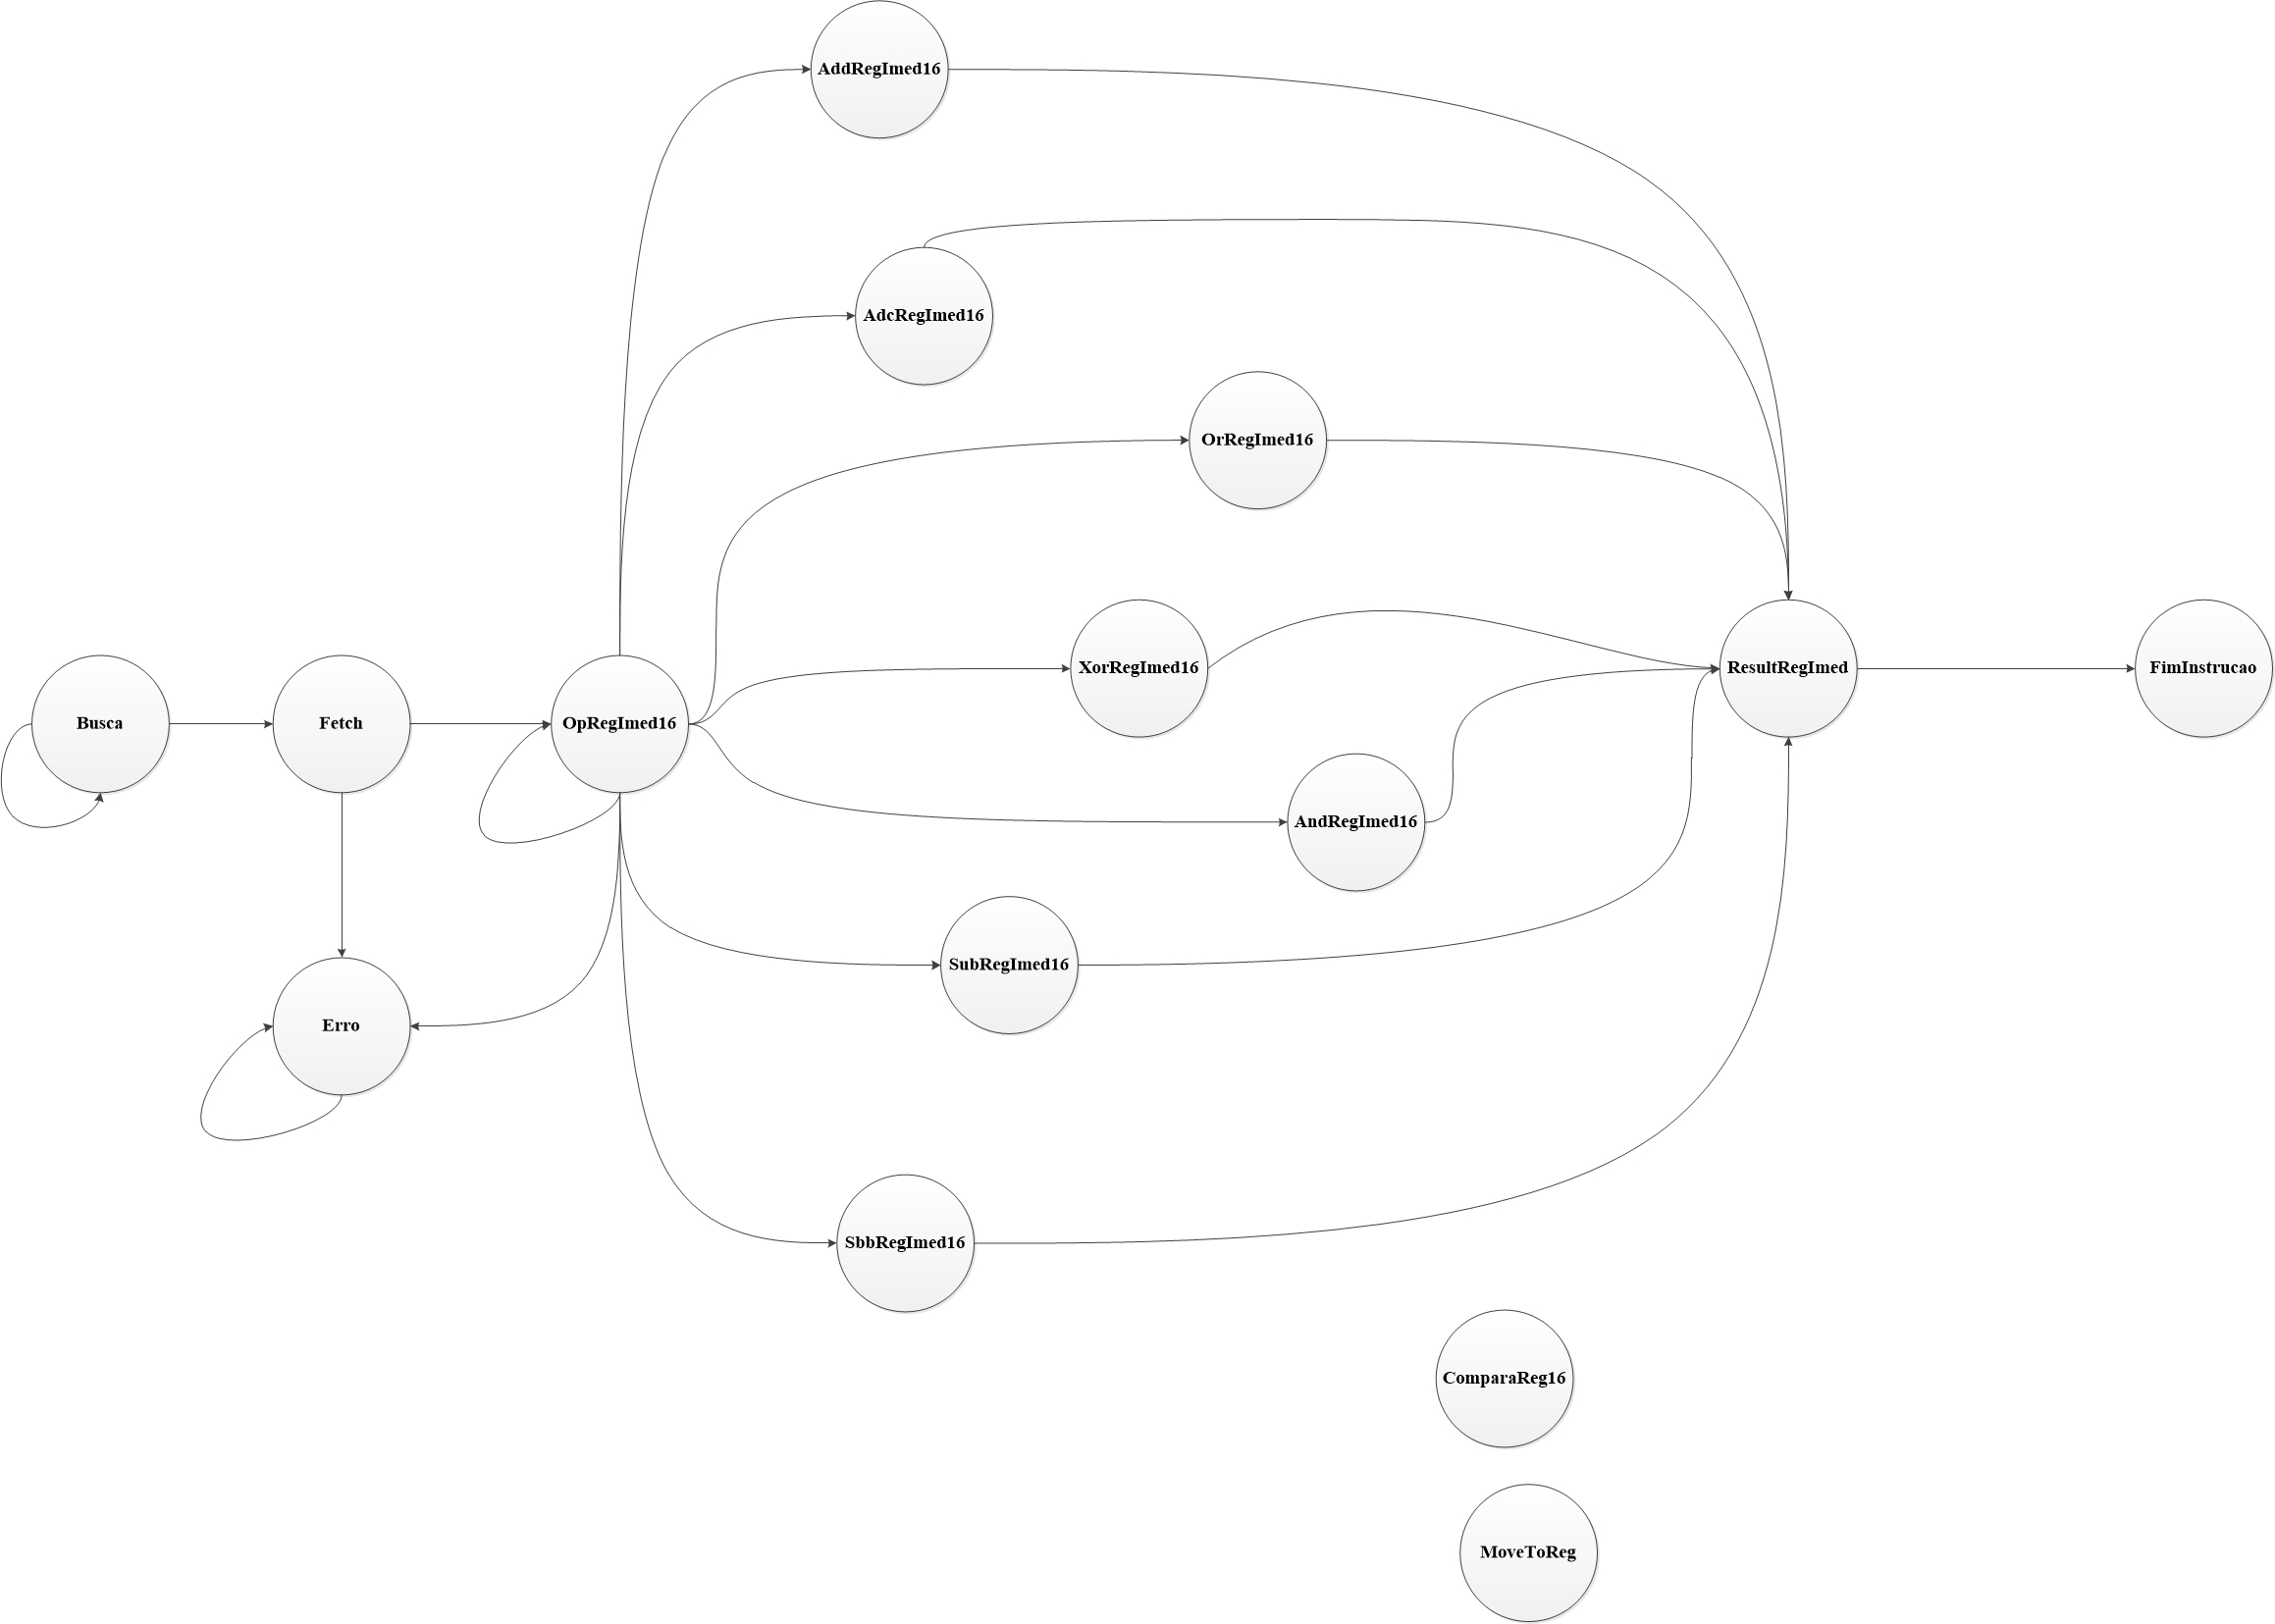 AddRegImed16
AdcRegImed16
OrRegImed16
XorRegImed16
ResultRegImed
FimInstrucao
Busca
Fetch
OpRegImed16
AndRegImed16
SubRegImed16
Erro
SbbRegImed16
ComparaReg16
MoveToReg